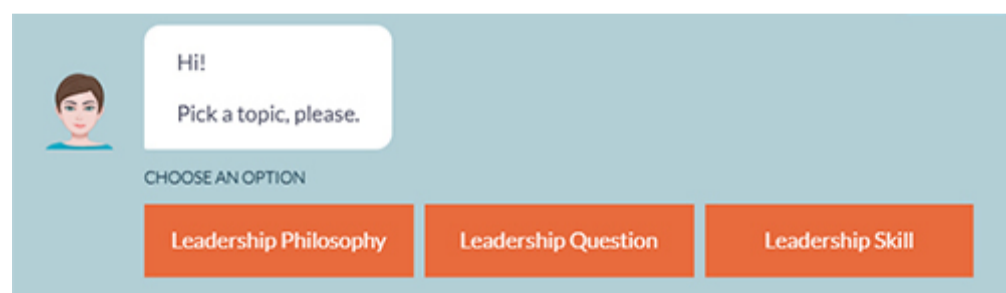 Hi!
Pick a topic, please.
CHOOSE AN OPTION
Leadership Philosophy
Leadership Question
Leadership Skill